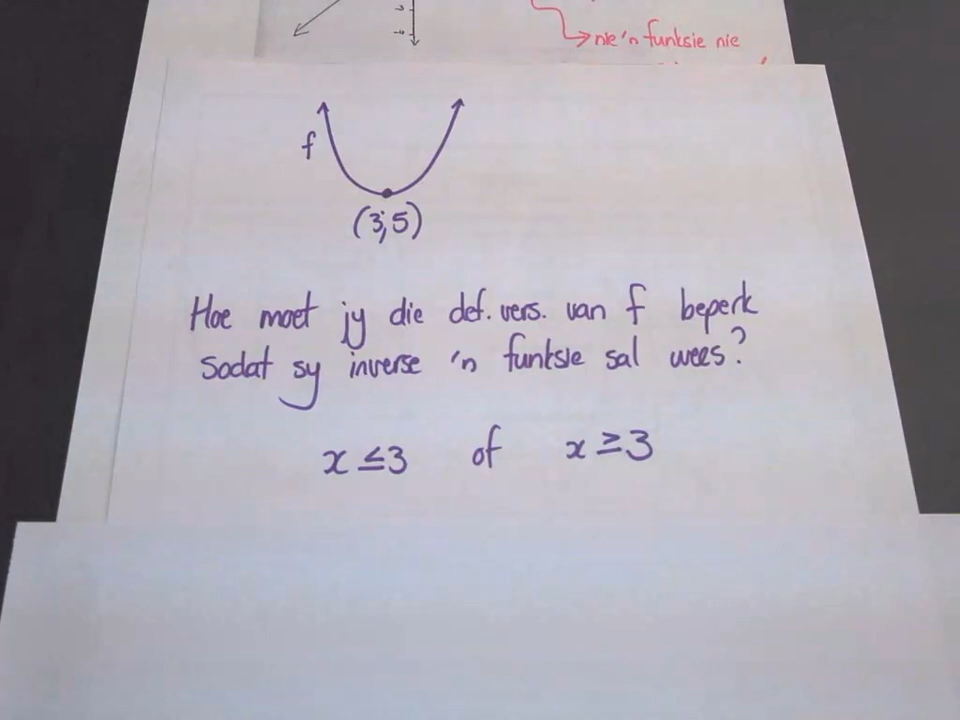 nie 'n funksie nie
f
(3;5)
Hoe moet jy die def. vers. van f beperk
sodat sy inverse 'n funksie sal wees?
x ≤ 3 of x ≥ 3